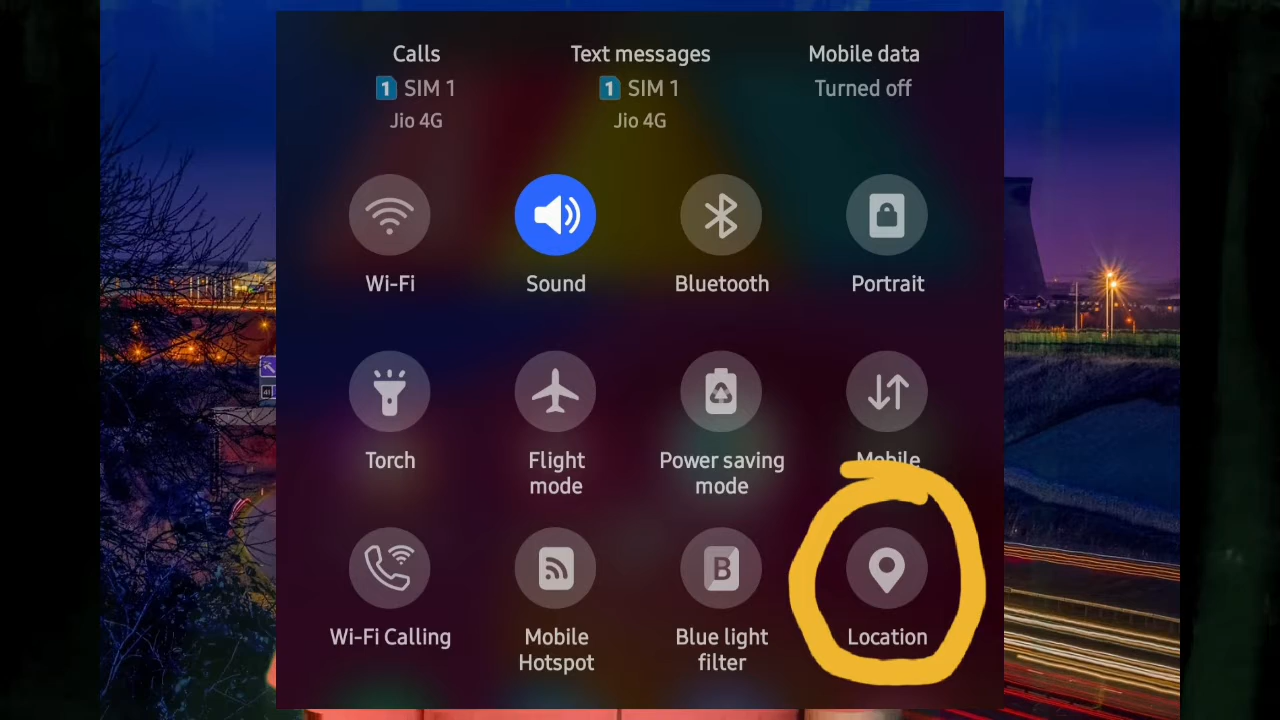 Calls
Text messages
Mobile data
1 SIM 1
1 SIM 1
Turned off
Jio 4G
Jio 4G
Wi-Fi
Sound
Bluetooth
Portrait
Torch
Flight
mode
Power saving
mode
Mobile
B
Wi-Fi Calling
Mobile
Hotspot
Blue light
filter
Location